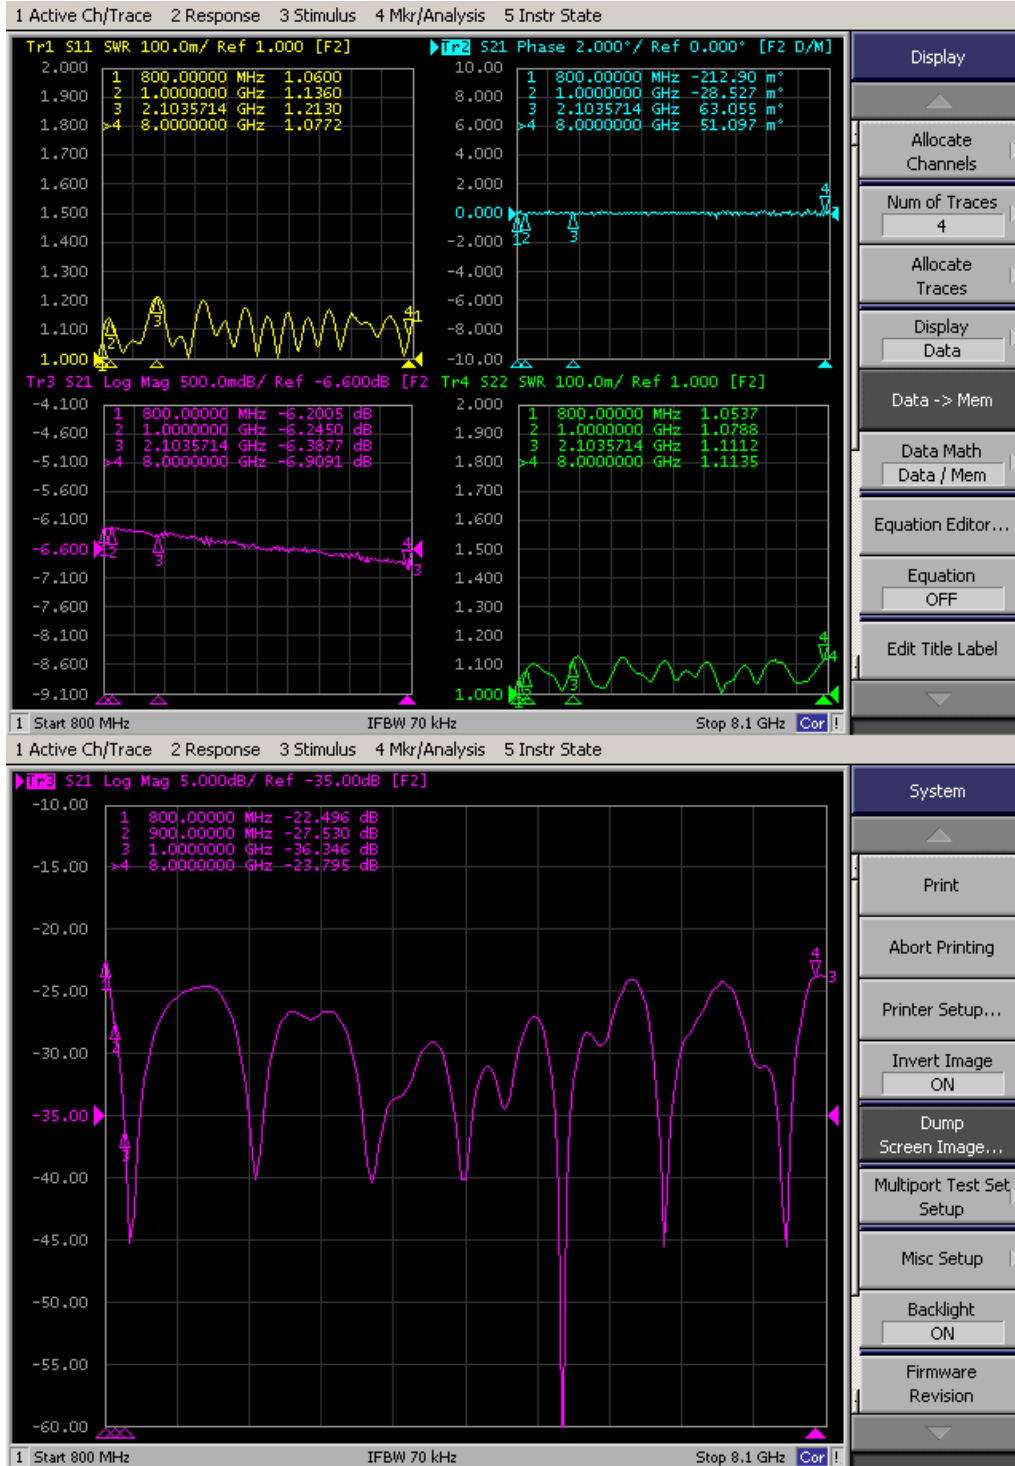 1 Active Ch/Trace 2 Response 3 Stimulus 4 Mkr/Analysis 5 Instr State
Tr1 S11 SWR 100.0m/ Ref 1.000 [F2]
2.000
1.900
1.800
1.700
1.600
1.500
1.400
1.300
1.200
1.100
1.000
1 800.00000 MHz 1.0600
2 1.0000000 GHz 1.1360
3 2.1035714 GHz 1.2130
>4 8.0000000 GHz 1.0772
Tr2 S21 Phase 2.000°/ Ref 0.000° [F2 D/M]
10.00
8.000
6.000
4.000
2.000
0.000
-2.000
-4.000
-6.000
-8.000
-10.00
1 800.00000 MHz -212.90 m°
2 1.0000000 GHz -28.527 m°
3 2.1035714 GHz 63.055 m°
>4 8.0000000 GHz 51.097 m°
Tr3 S21 Log Mag 500.0mdB/ Ref -6.600dB [F2
-4.100
-4.600
-5.100
-5.600
-6.100
-6.600
-7.100
-7.600
-8.100
-8.600
-9.100
1 800.00000 MHz -6.2005 dB
2 1.0000000 GHz -6.2450 dB
3 2.1035714 GHz -6.3877 dB
>4 8.0000000 GHz -6.9091 dB
Tr4 S22 SWR 100.0m/ Ref 1.000 [F2]
2.000
1.900
1.800
1.700
1.600
1.500
1.400
1.300
1.200
1.100
1.000
1 800.00000 MHz 1.0537
2 1.0000000 GHz 1.0788
3 2.1035714 GHz 1.1112
>4 8.0000000 GHz 1.1135
1 Start 800 MHz IFBW 70 kHz Stop 8.1 GHz Cor !
Display
Allocate
Channels
Num of Traces
4
Allocate
Traces
Display
Data
Data -> Mem
Data Math
Data / Mem
Equation Editor...
Equation
OFF
Edit Title Label
1 Active Ch/Trace 2 Response 3 Stimulus 4 Mkr/Analysis 5 Instr State
Tr3 S21 Log Mag 5.000dB/ Ref -35.00dB [F2]
-10.00
-15.00
-20.00
-25.00
-30.00
-35.00
-40.00
-45.00
-50.00
-55.00
-60.00
1 800.00000 MHz -22.496 dB
2 900.00000 MHz -27.530 dB
3 1.0000000 GHz -36.346 dB
>4 8.0000000 GHz -23.795 dB
1 Start 800 MHz IFBW 70 kHz Stop 8.1 GHz Cor !
System
Print
Abort Printing
Printer Setup...
Invert Image
ON
Dump
Screen Image...
Multiport Test Set
Setup
Misc Setup
Backlight
ON
Firmware
Revision